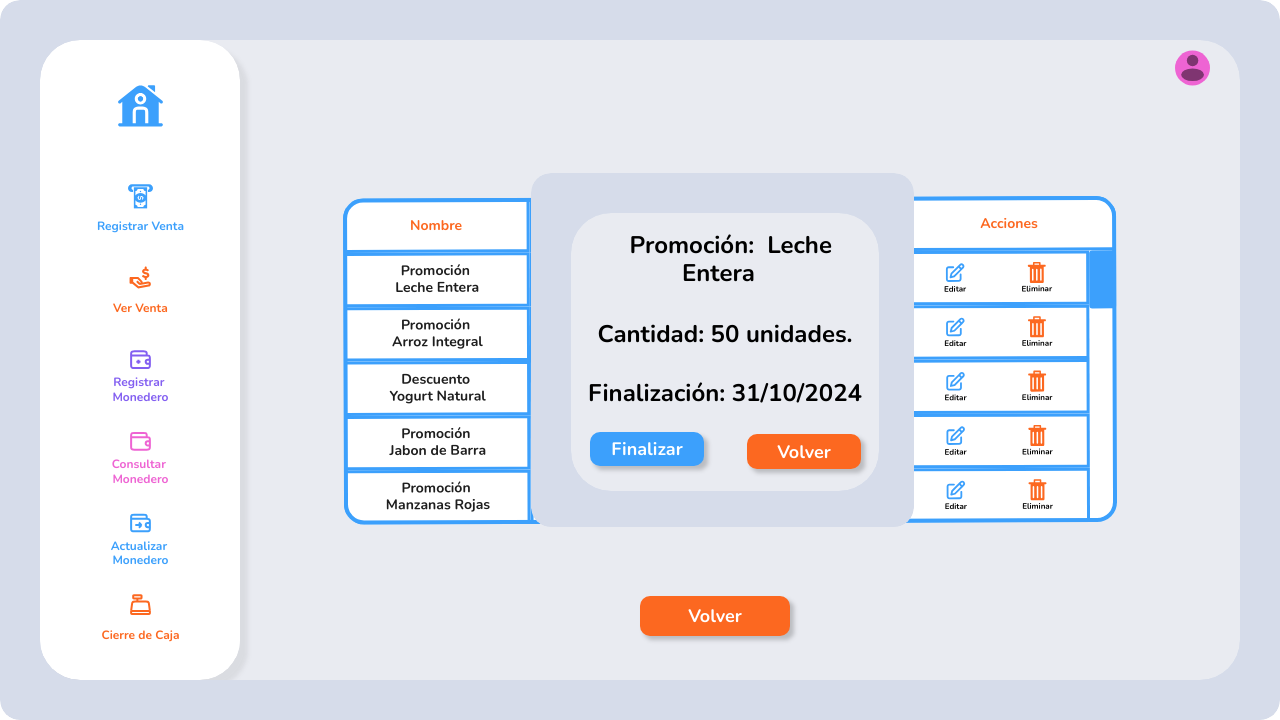 Registrar Venta
Ver Venta
Registrar
Monedero
Consultar
Monedero
Actualizar
Monedero
Cierre de Caja
Nombre
Promoción
Leche Entera
Promoción
Arroz Integral
Descuento
Yogurt Natural
Promoción
Jabon de Barra
Promoción
Manzanas Rojas
Promoción: Leche
Entera
Cantidad: 50 unidades.
Finalización: 31/10/2024
Finalizar
Volver
Acciones
Editar
Eliminar
Editar
Eliminar
Editar
Eliminar
Editar
Eliminar
Editar
Eliminar
Volver